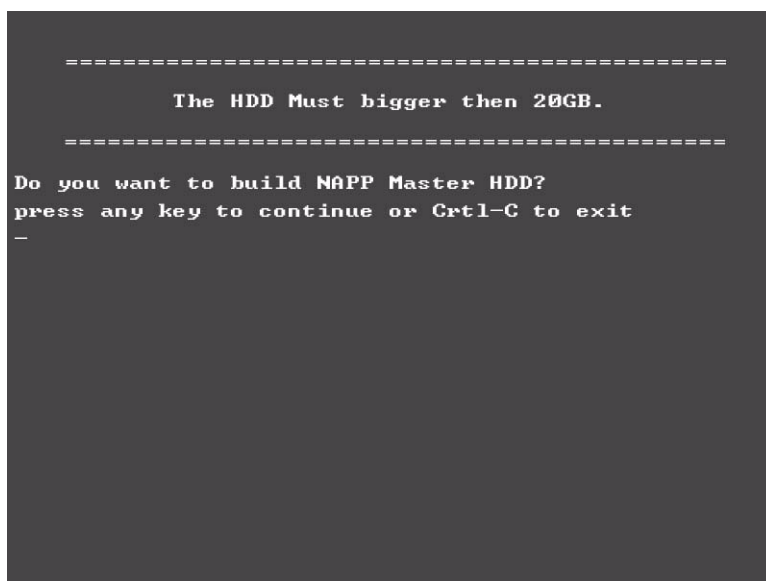 ==============================================
The HDD Must bigger then 20GB.
==============================================
Do you want to build NAPP Master HDD?
press any key to continue or Crtl-C to exit
_